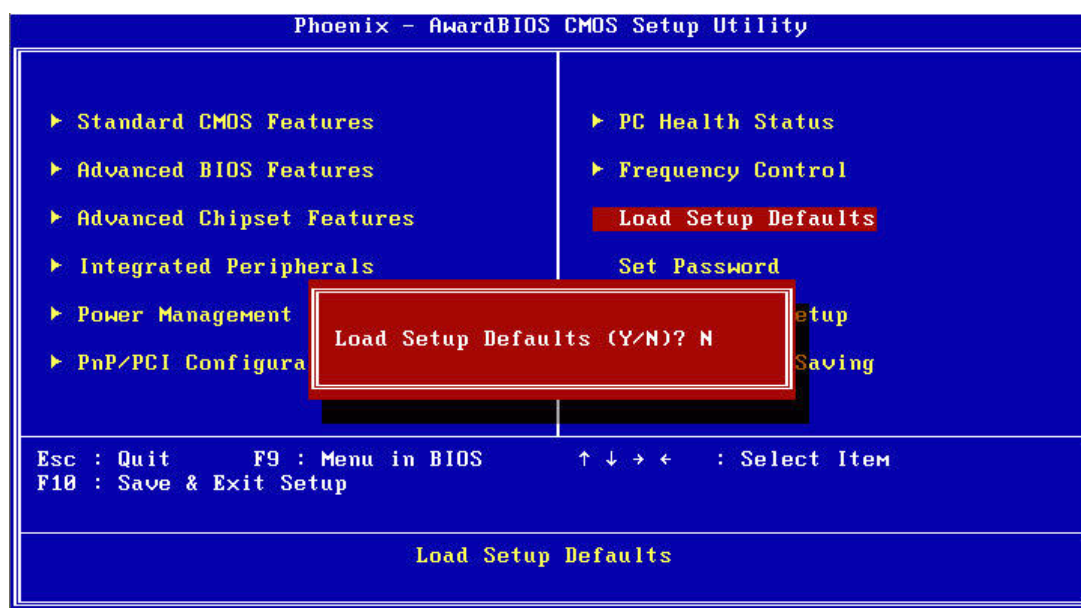 Phoenix - AwardBIOS CMOS Setup Utility
► Standard CMOS Features
► Advanced BIOS Features
► Advanced Chipset Features
► Integrated Peripherals
► Power Management
► PnP/PCI Configura
► PC Health Status
► Frequency Control
Load Setup Defaults
Set Password
etup
Saving
Load Setup Defaults (Y/N)? N
Esc : Quit F9 : Menu in BIOS ↑ ↓ → ← : Select Item
F10 : Save & Exit Setup
Load Setup Defaults